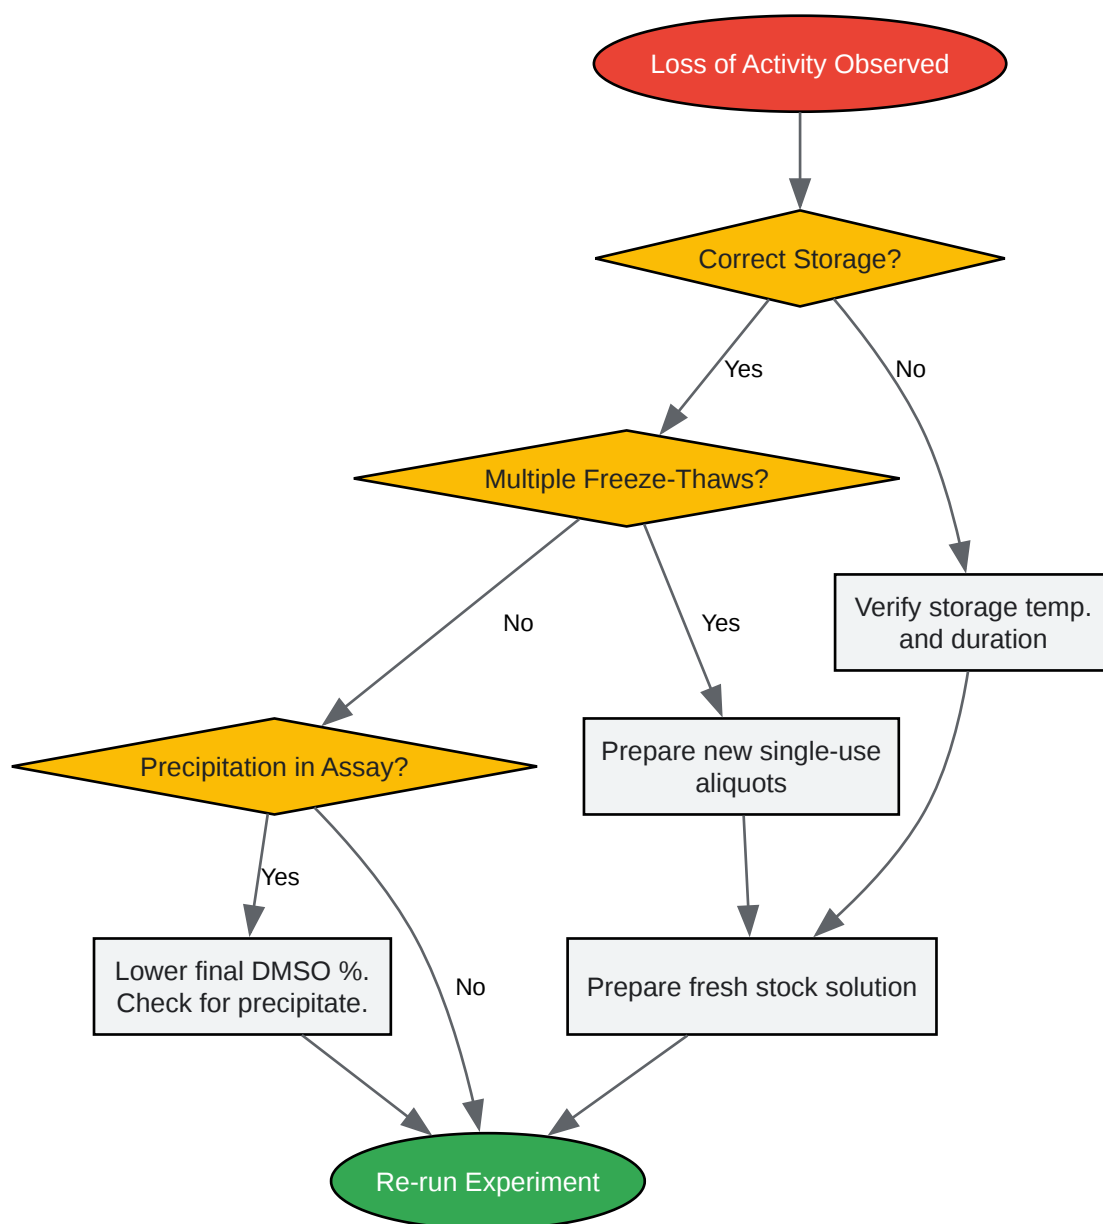 Loss of Activity Observed
Correct Storage?
Yes
No
Multiple Freeze-Thaws?
No
Yes
Verify storage temp.
and duration
Precipitation in Assay?
Prepare new single-use
aliquots
Yes
No
Lower final DMSO %.
Check for precipitate.
Prepare fresh stock solution
Re-run Experiment